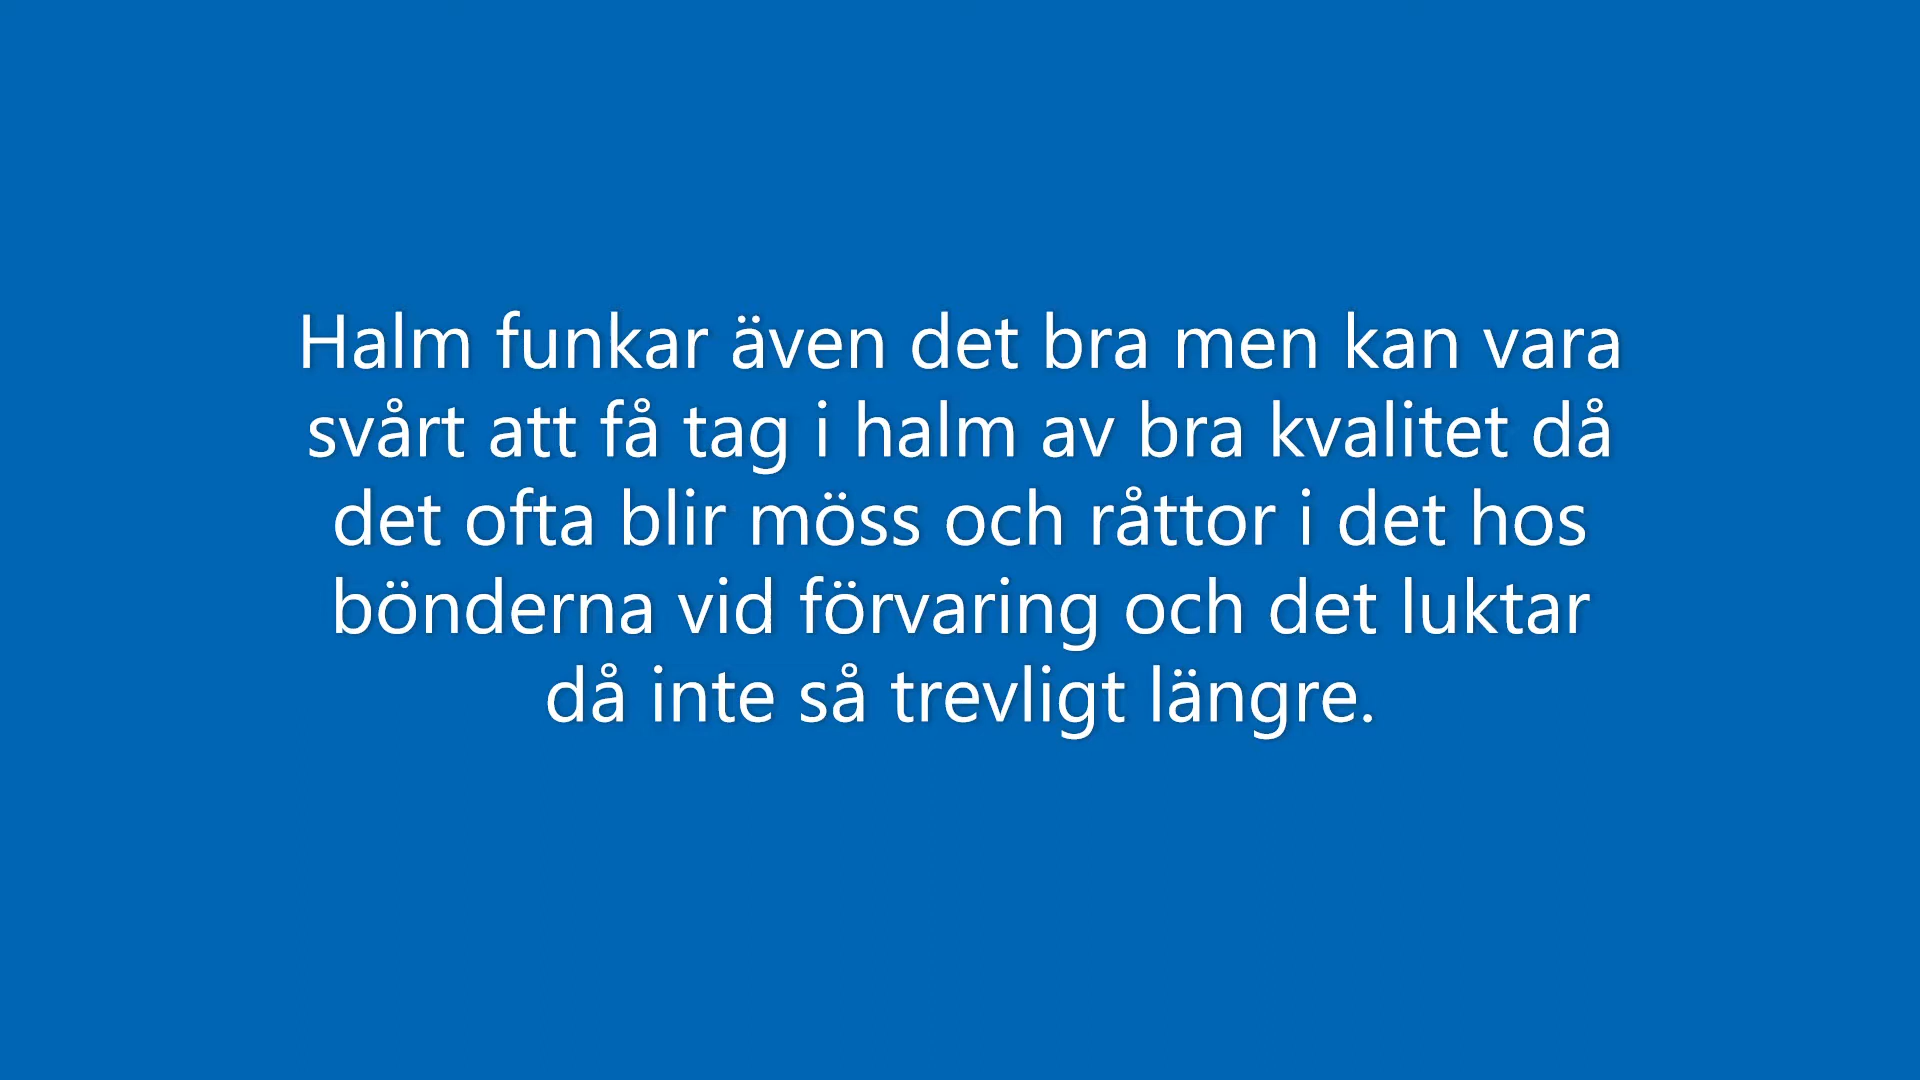 Halm funkar även det bra men kan vara
svårt att få tag i halm av bra kvalitet då
det ofta blir möss och råttor i det hos
bönderna vid förvaring och det luktar
då inte så trevligt längre.